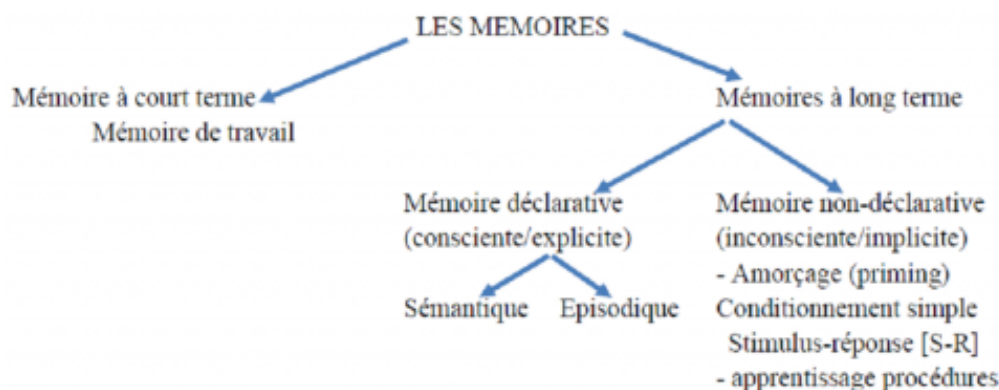 LES MEMOIRES
Mémoire à court terme
Mémoire de travail
Mémoires à long terme
Mémoire déclarative
(consciente/explicite)
Sémantique
Episodique
Mémoire non-déclarative
(inconsciente/implicite)
- Amorçage (priming)
Conditionnement simple
Stimulus-réponse [S-R]
- apprentissage procédures